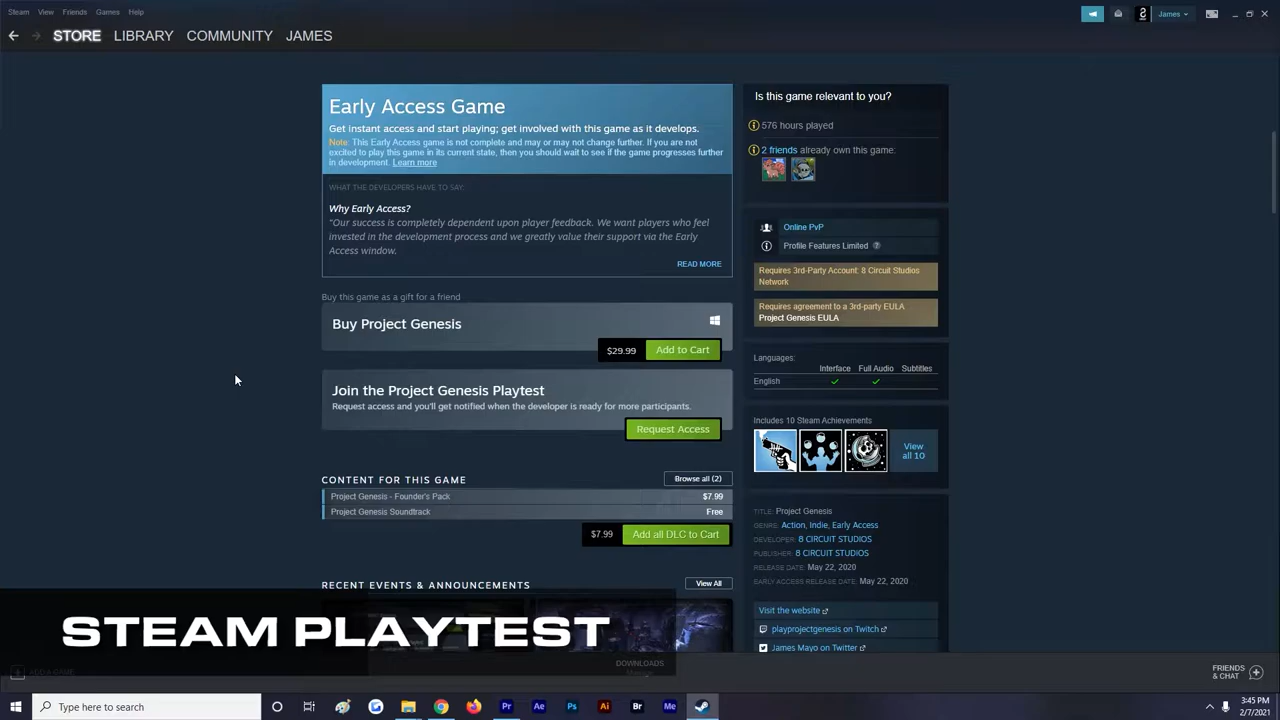 Steam View Friends Games Help
James
STORE LIBRARY COMMUNITY JAMES
Early Access Game
Get instant access and start playing; get involved with this game as it develops.
Note: This Early Access game is not complete and may or may not change further. If you are not
excited to play this game in its current state, then you should wait to see if the game progresses further
in development. Learn more
WHAT THE DEVELOPERS HAVE TO SAY:
Why Early Access?
"Our success is completely dependent upon player feedback. We want players who feel
invested in the development process and we greatly value their support via the Early
Access window.
READ MORE
Buy this game as a gift for a friend
Buy Project Genesis
$29.99 Add to Cart
Join the Project Genesis Playtest
Request access and you'll get notified when the developer is ready for more participants.
Request Access
CONTENT FOR THIS GAME
Browse all (2)
Project Genesis - Founder's Pack $7.99
Project Genesis Soundtrack Free
$7.99 Add all DLC to Cart
RECENT EVENTS & ANNOUNCEMENTS
View All
Is this game relevant to you?
576 hours played
2 friends already own this game:
Online PvP
Profile Features Limited ?
Requires 3rd-Party Account: 8 Circuit Studios
Network
Requires agreement to a 3rd-party EULA
Project Genesis EULA
Languages:
Interface Full Audio Subtitles
English
Includes 10 Steam Achievements
View
all 10
TITLE: Project Genesis
GENRE: Action, Indie, Early Access
DEVELOPER: 8 CIRCUIT STUDIOS
PUBLISHER: 8 CIRCUIT STUDIOS
RELEASE DATE: May 22, 2020
EARLY ACCESS RELEASE DATE: May 22, 2020
Visit the website
playprojectgenesis on Twitch
James Mayo on Twitter
STEAM PLAYTEST
ADD A GAME
DOWNLOADS
Manage
FRIENDS
& CHAT
Type here to search
Pr Ae Ps Ai Br Me
3:45 PM
2/7/2021